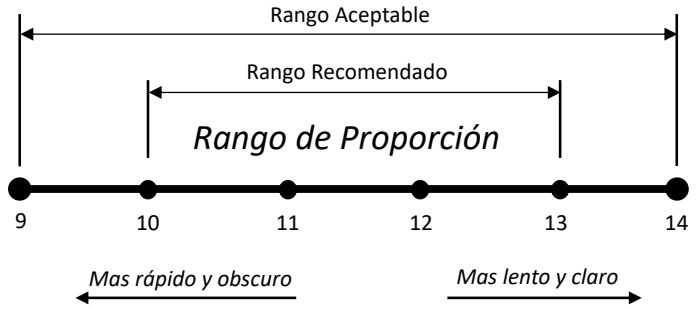 Rango Aceptable
Rango Recomendado
Rango de Proporción
9 10 11 12 13 14
Mas rápido y obscuro Mas lento y claro